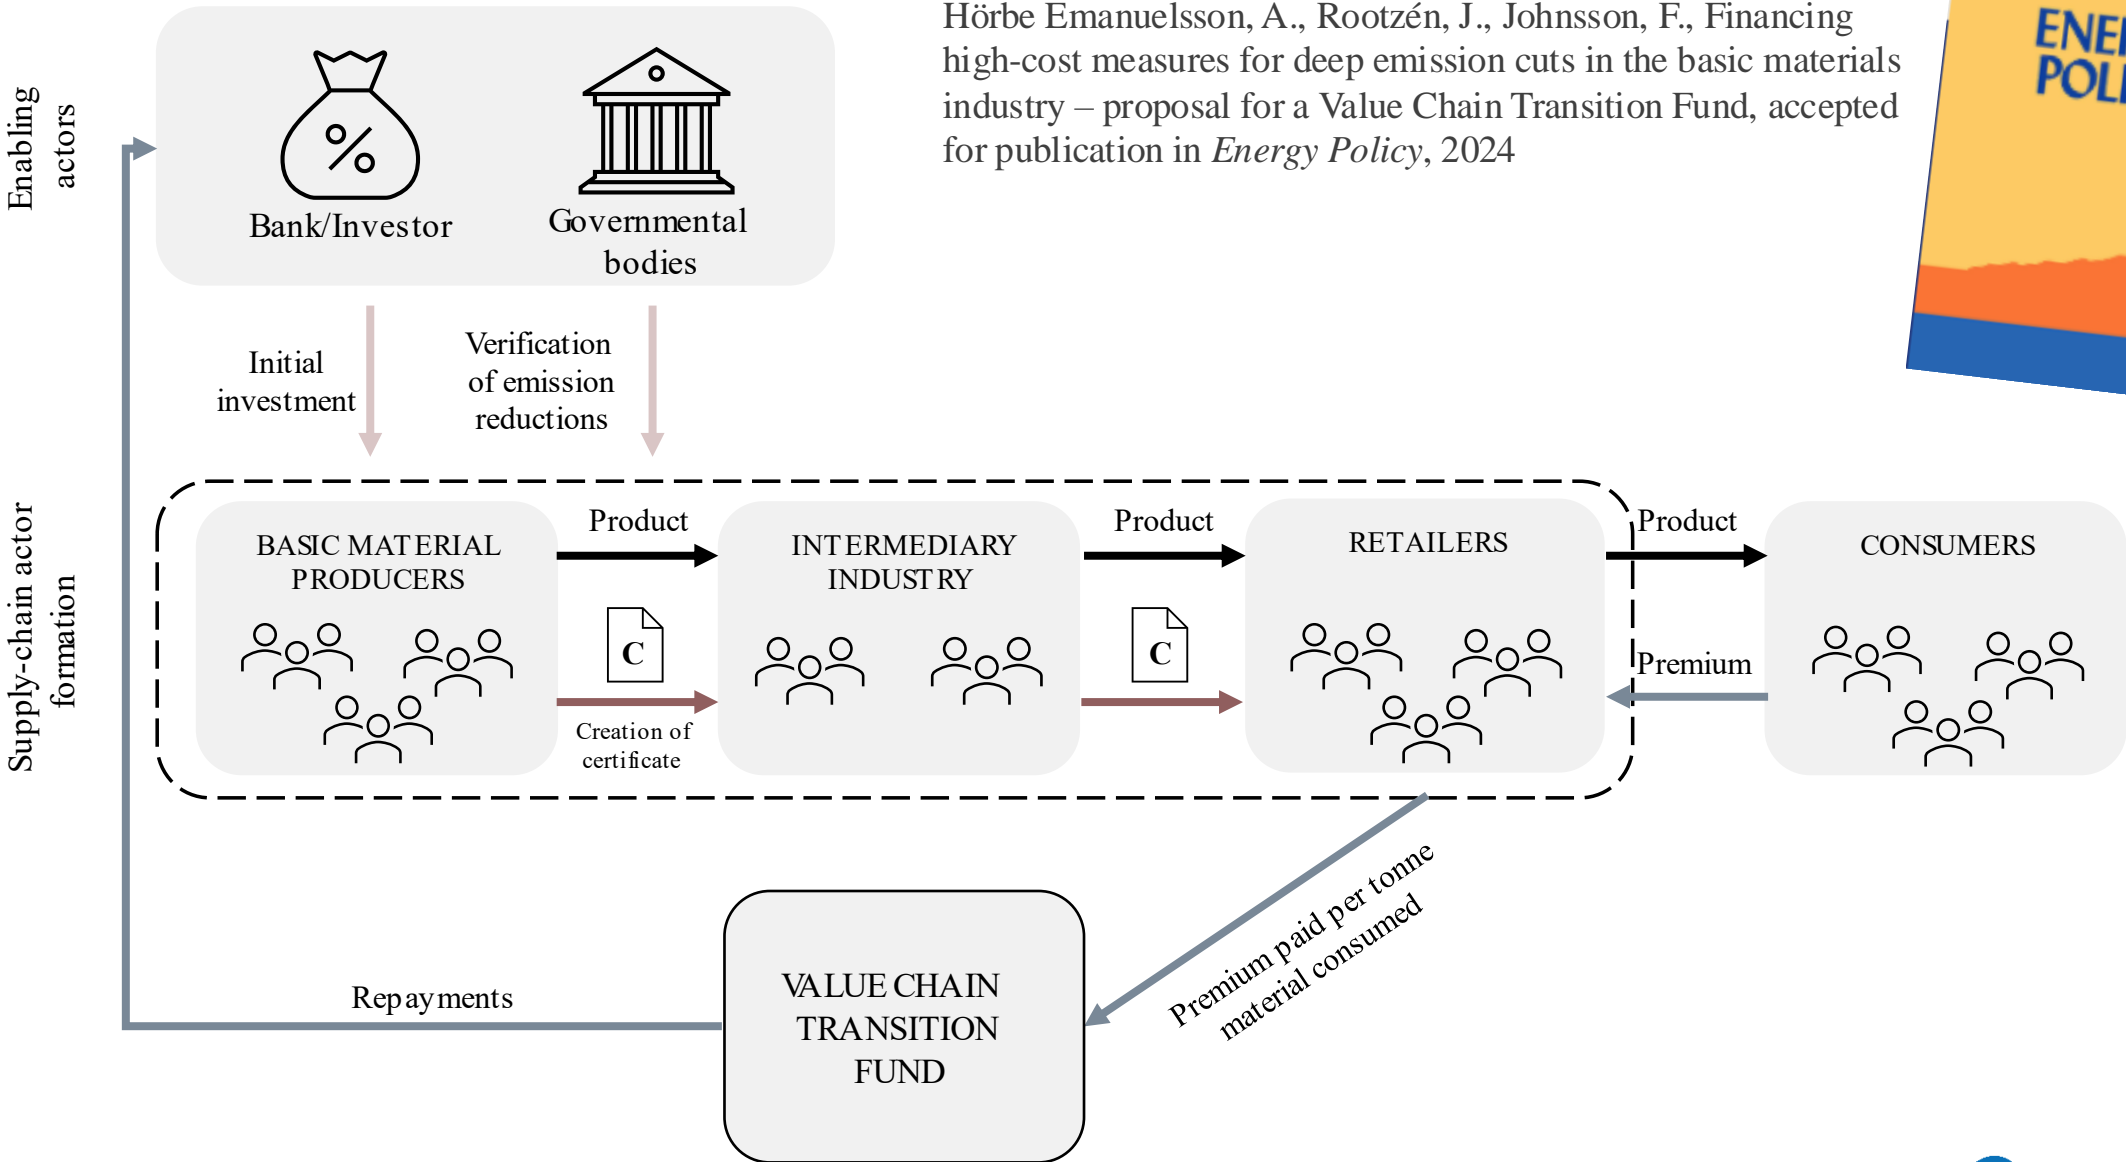 Hörbe Emanuelsson, A., Rootzén, J., Johnsson, F., Financing
high-cost measures for deep emission cuts in the basic materials
industry – proposal for a Value Chain Transition Fund, accepted
for publication in Energy Policy, 2024
Enabling
actors
%
Bank/Investor
Governmental
bodies
Initial
investment
Verification
of emission
reductions
Supply-chain actor
formation
BASIC MATERIAL
PRODUCERS
Product
C
Creation of
certificate
INTERMEDIARY
INDUSTRY
Product
C
RETAILERS
Product
Premium
CONSUMERS
Premium paid per tonne
material consumed
VALUE CHAIN
TRANSITION
FUND
Repayments